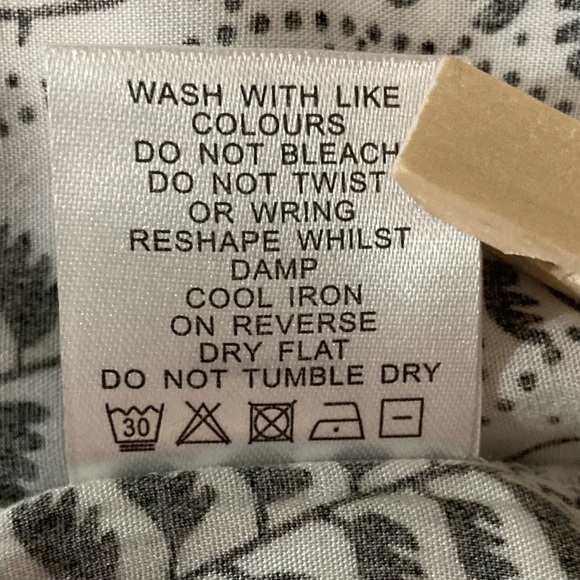 WASH WITH LIKE
COLOURS
DO NOT BLEACH
DO NOT TWIST
OR WRING
RESHAPE WHILST
DAMP
COOL IRON
ON REVERSE
DRY FLAT
DO NOT TUMBLE DRY
30